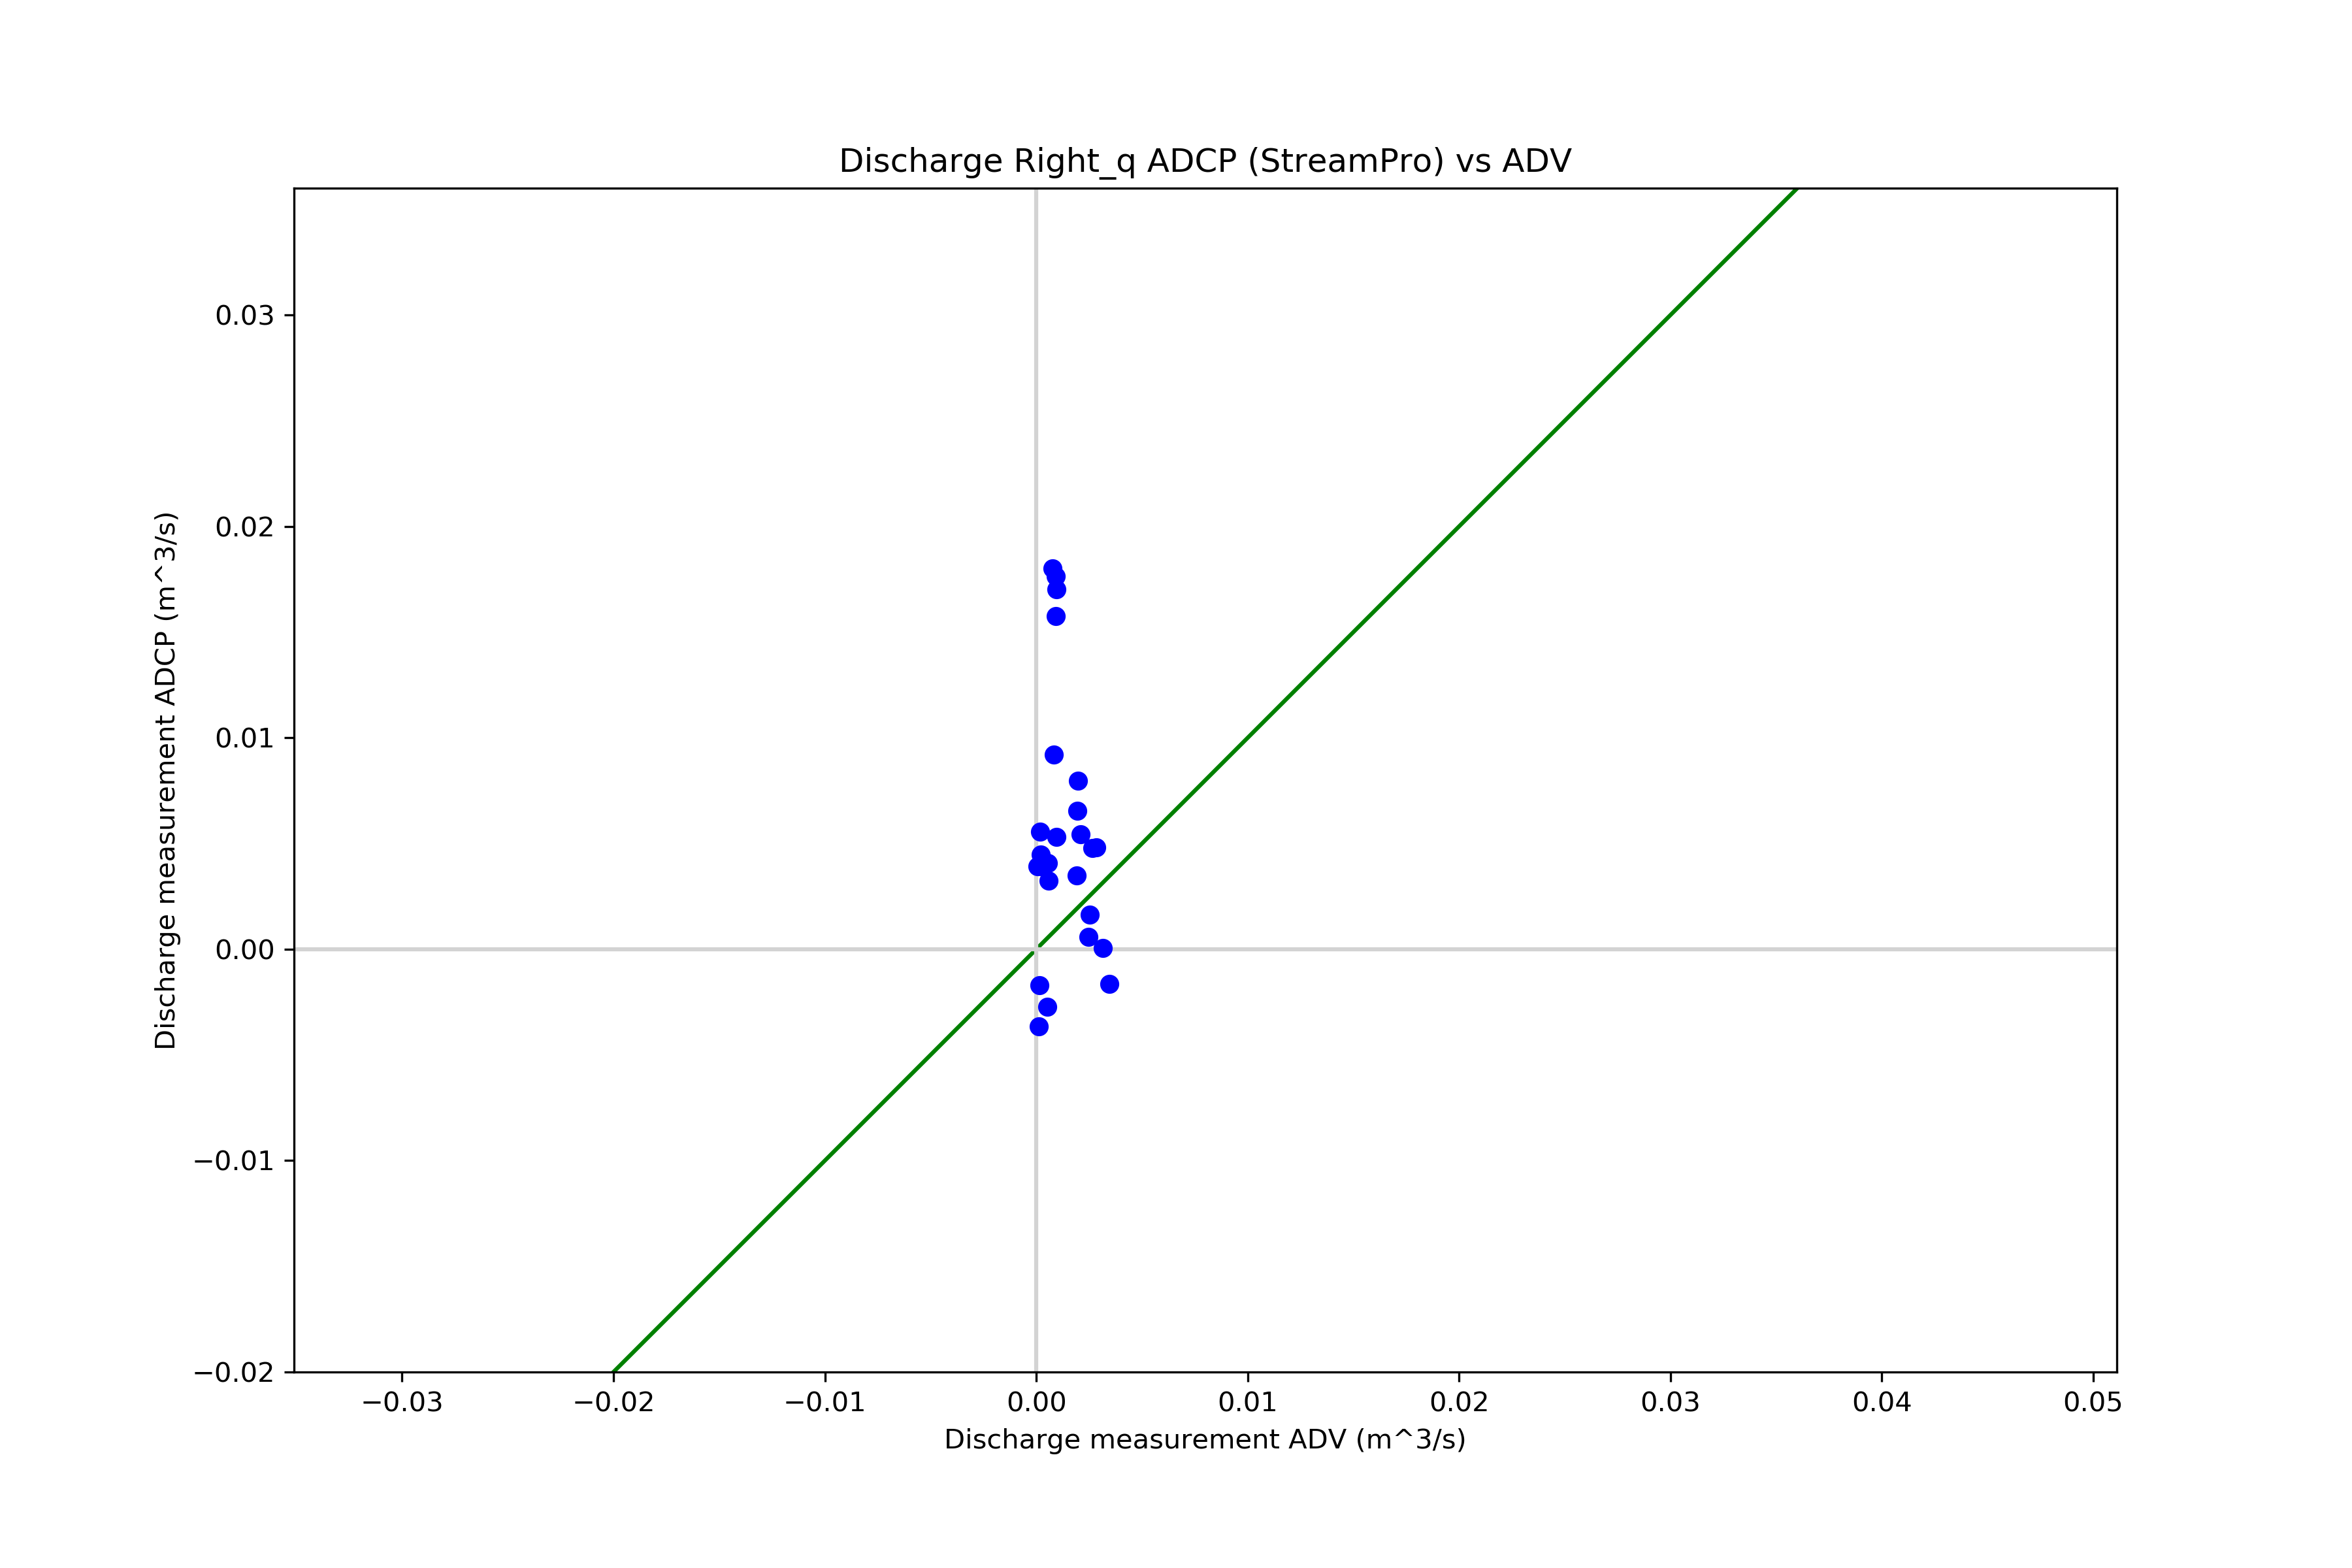 Discharge Right_q ADCP (StreamPro) vs ADV
Discharge measurement ADCP (m^3/s)
0.03
0.02
0.01
0.00
−0.01
−0.02
−0.03 −0.02 −0.01 0.00 0.01 0.02 0.03 0.04 0.05
Discharge measurement ADV (m^3/s)